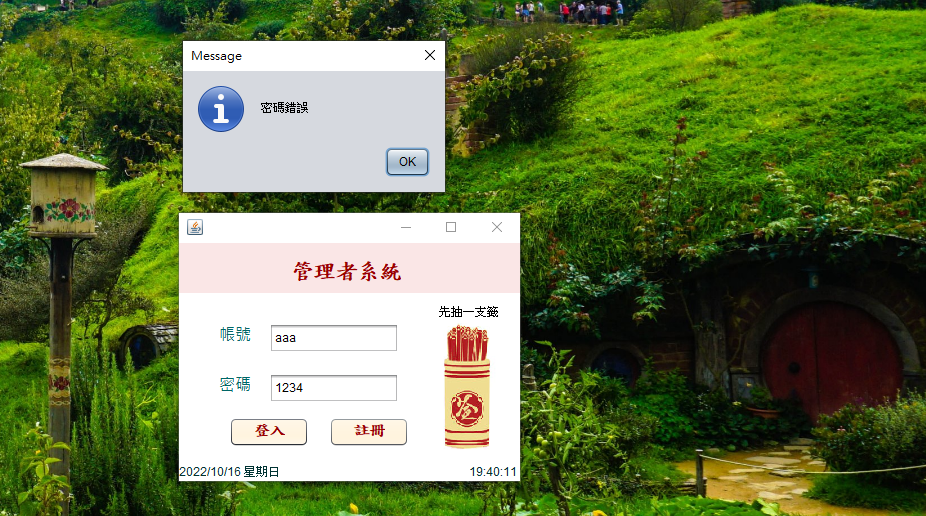 Message
密碼錯誤
OK
管理者系統
先抽一支籤
帳號
aaa
密碼
1234
登入
註冊
2022/10/16 星期日
19:40:11